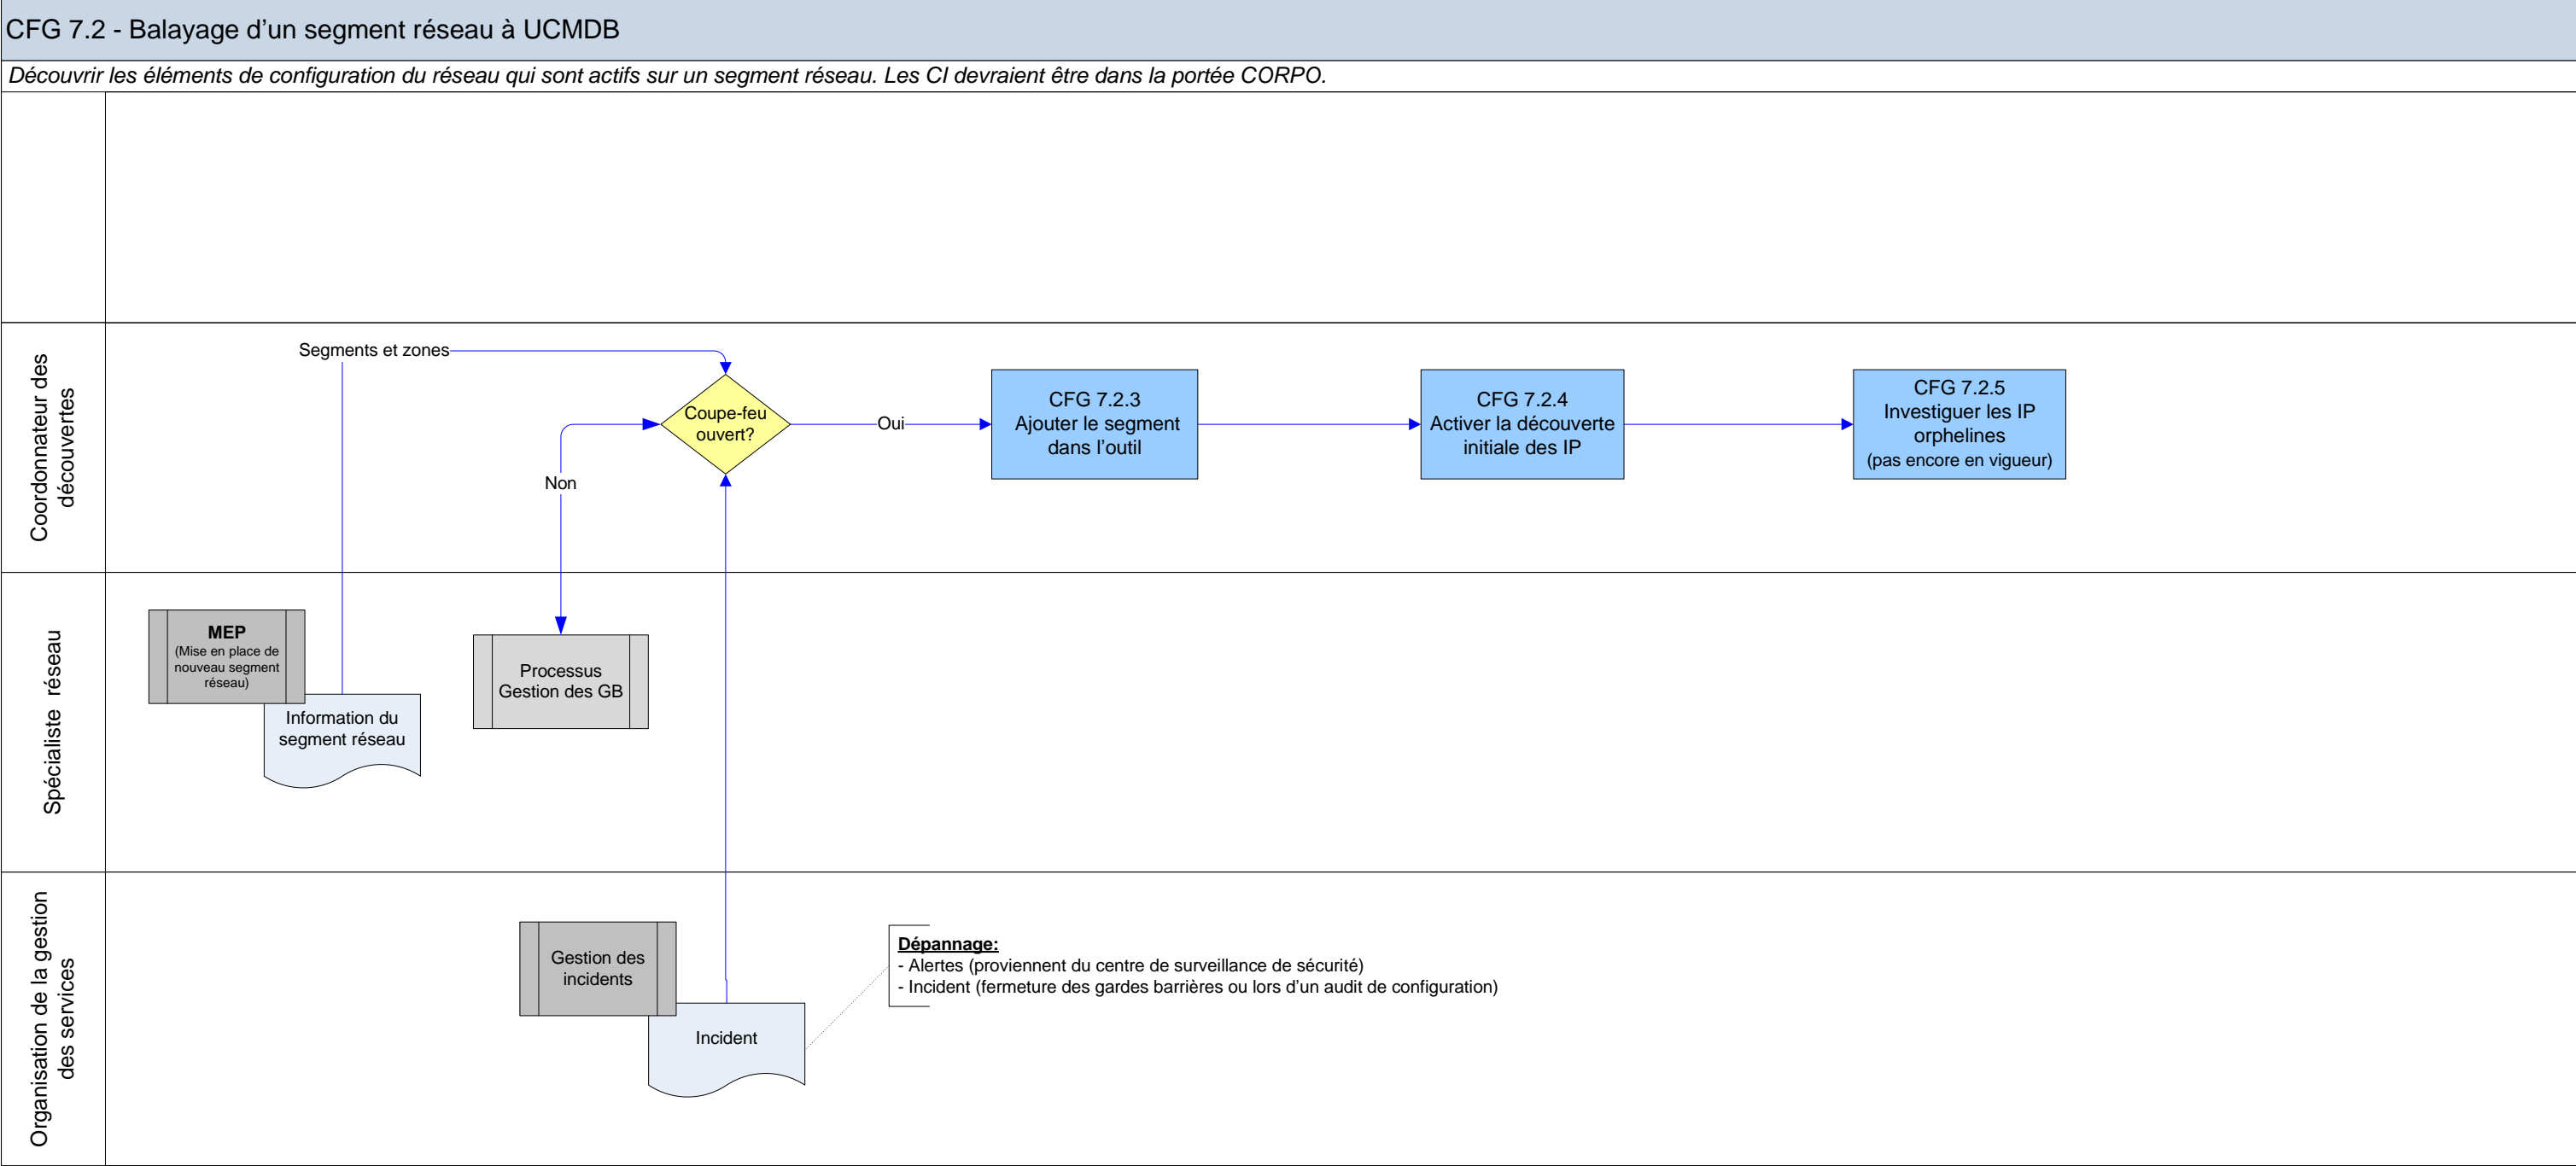 CFG 7.2 - Balayage d’un segment réseau à UCMDB
Découvrir les éléments de configuration du réseau qui sont actifs sur un segment réseau. Les CI devraient être dans la portée CORPO.
Coordonnateur des
découvertes
Segments et zones
Coupe-feu
ouvert?
Oui
Non
CFG 7.2.3
Ajouter le segment
dans l’outil
CFG 7.2.4
Activer la découverte
initiale des IP
CFG 7.2.5
Investiguer les IP
orphelines
(pas encore en vigueur)
Spécialiste réseau
MEP
(Mise en place de
nouveau segment
réseau)
Information du
segment réseau
Processus
Gestion des GB
Organisation de la gestion
des services
Gestion des
incidents
Incident
Dépannage:
- Alertes (proviennent du centre de surveillance de sécurité)
- Incident (fermeture des gardes barrières ou lors d’un audit de configuration)